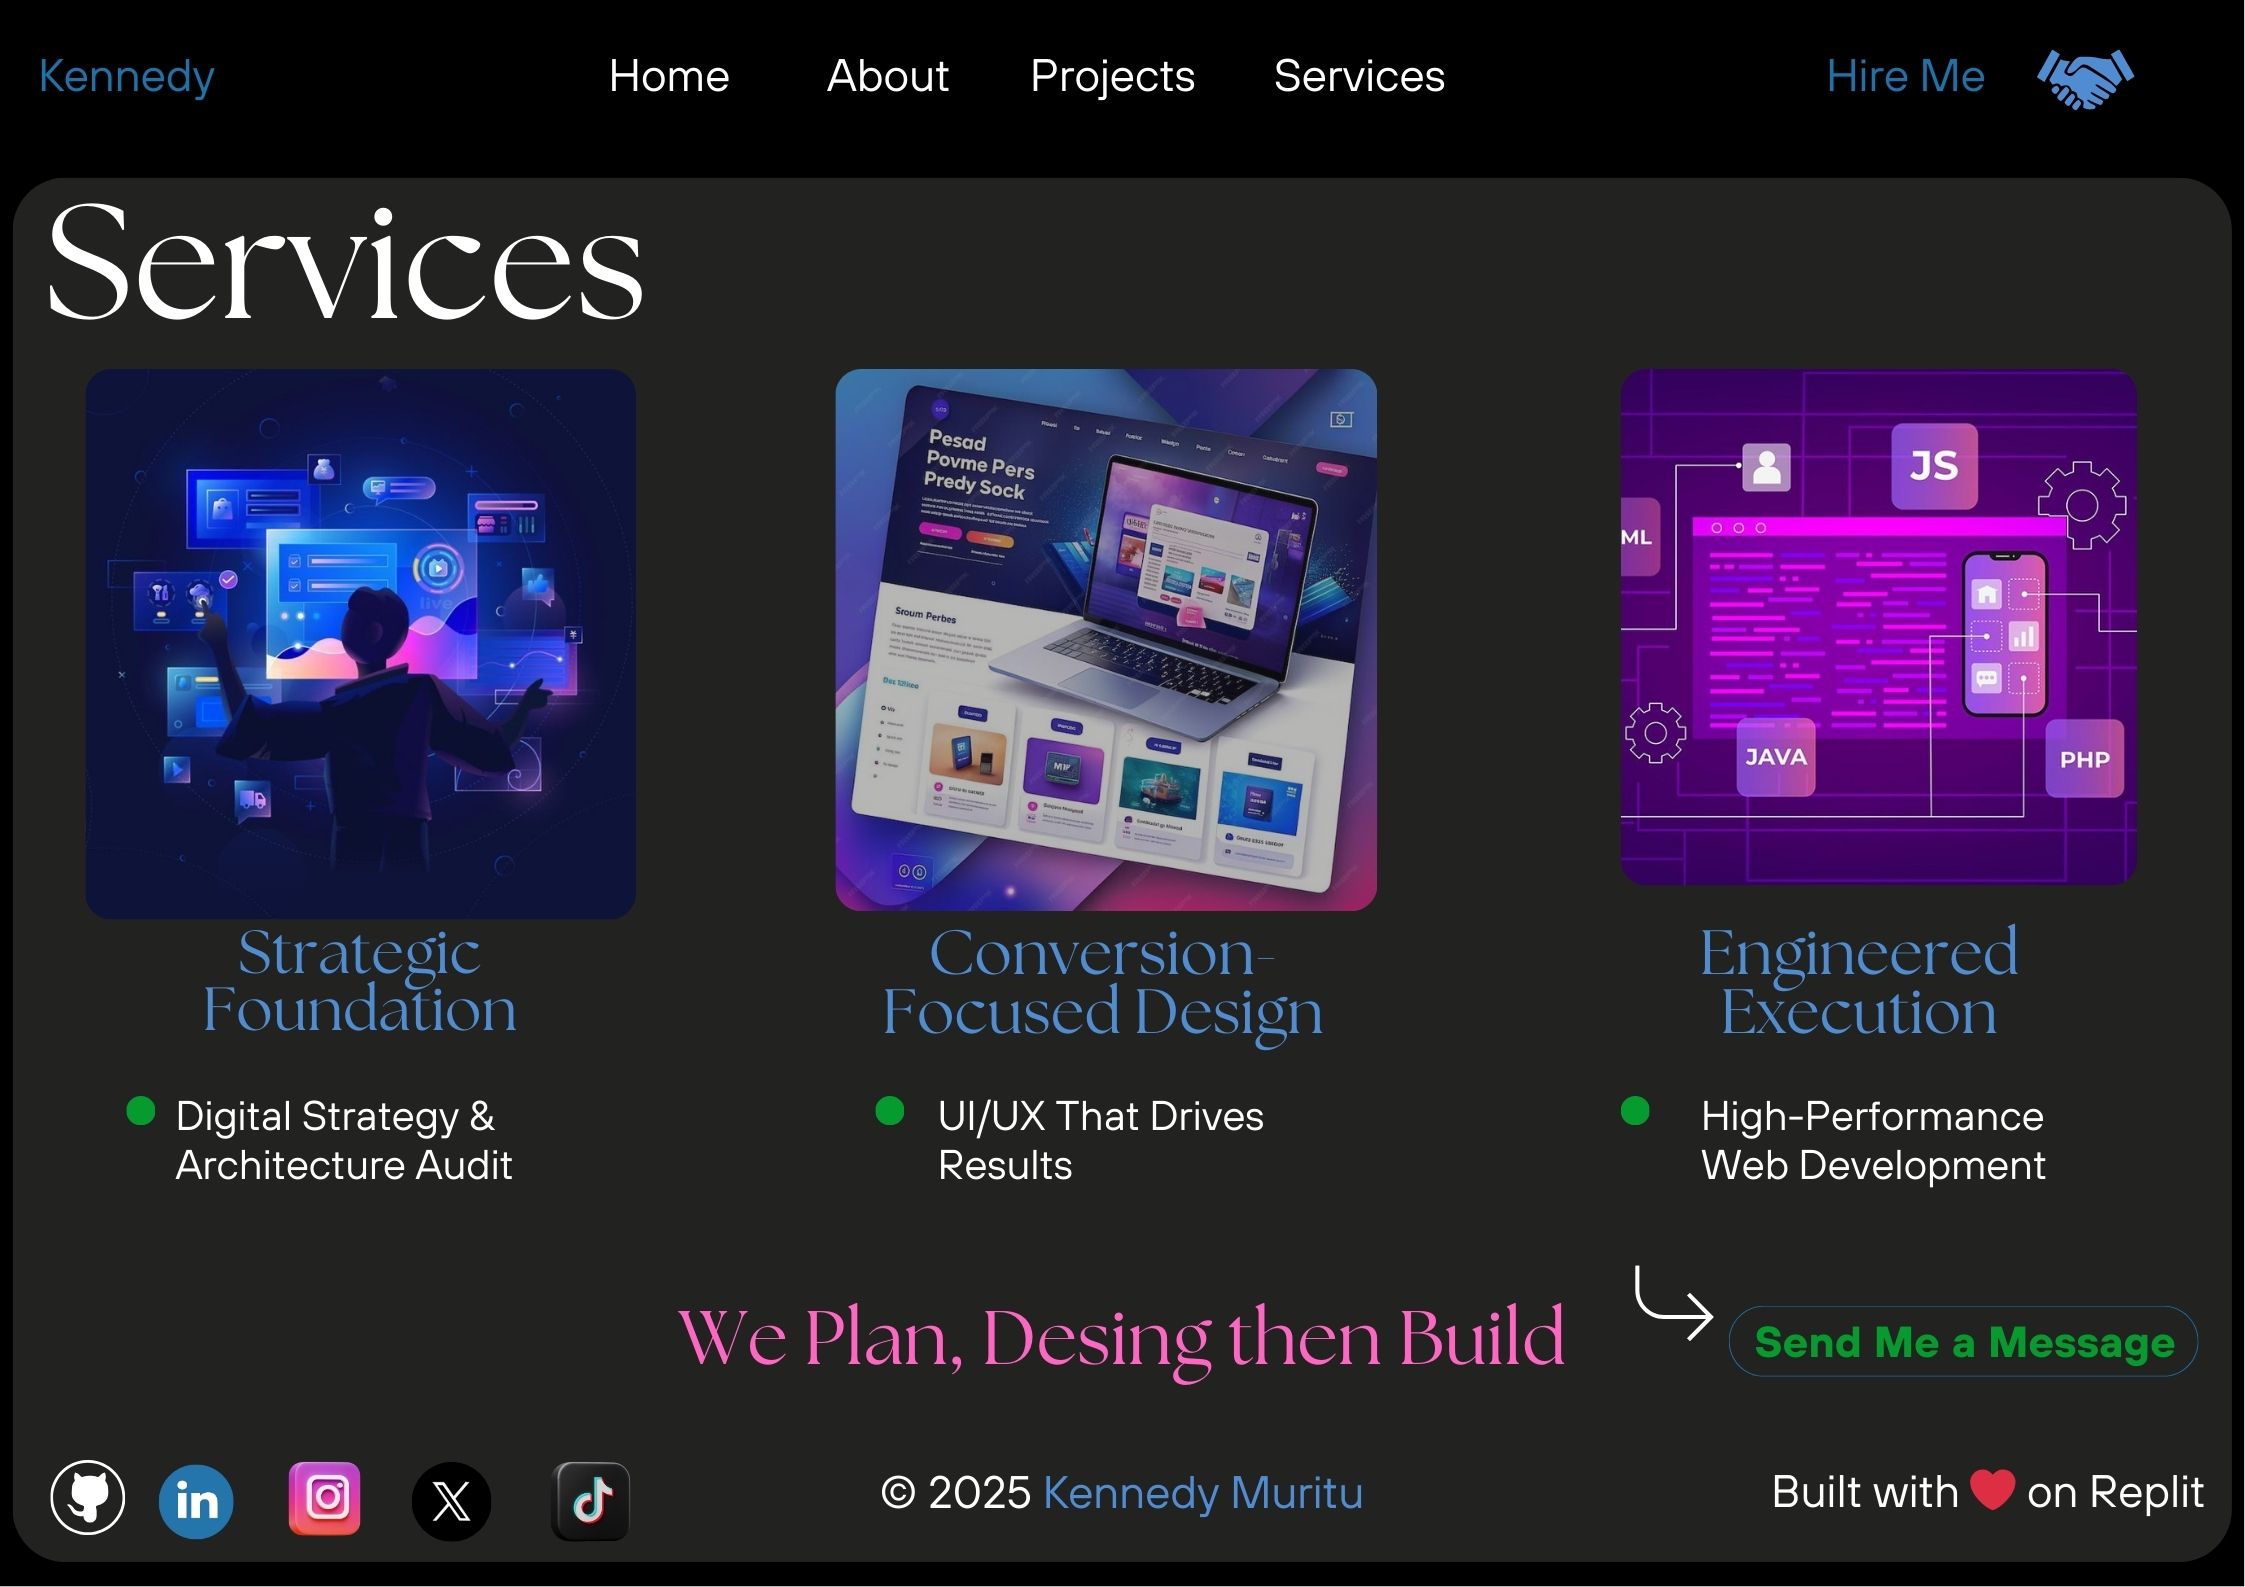 Kennedy
Home
About
Projects
Services
Hire Me
Services
live
Pesad
Povme Pers
Predy Sock
Sroum Perbes
JS
ML
JAVA
PHP
Strategic
Foundation
Conversion-
Focused Design
Engineered
Execution
Digital Strategy &
Architecture Audit
UI/UX That Drives
Results
High-Performance
Web Development
We Plan, Desing then Build
Send Me a Message
in
© 2025 Kennedy Muritu
Built with ❤ on Replit